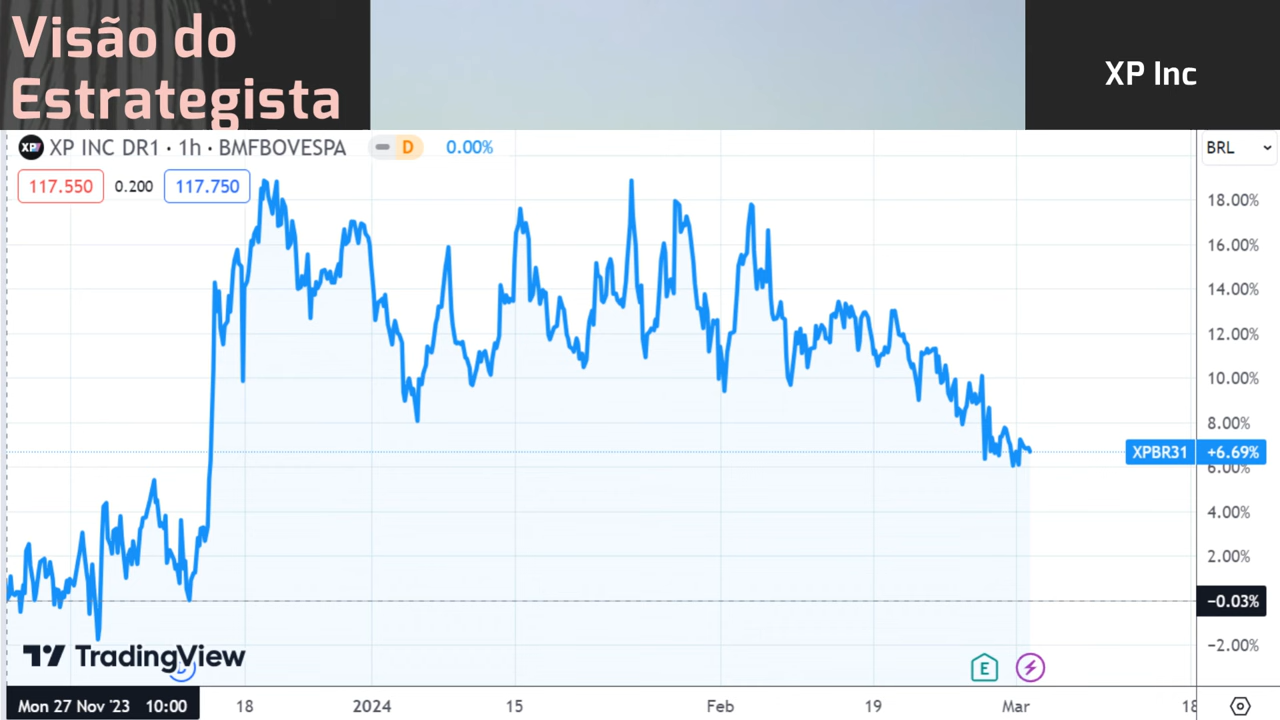 Visão do
Estrategista
XP Inc
XP XP INC DR1 · 1h · BMFBOVESPA D 0.00%
BRL
117.550 0.200 117.750
18.00%
16.00%
14.00%
12.00%
10.00%
8.00%
XPBR31 +6.69%
6.00%
4.00%
2.00%
−0.03%
−2.00%
TradingView
D
E
Mon 27 Nov '23 10:00 18 2024 15 Feb 19 Mar 18